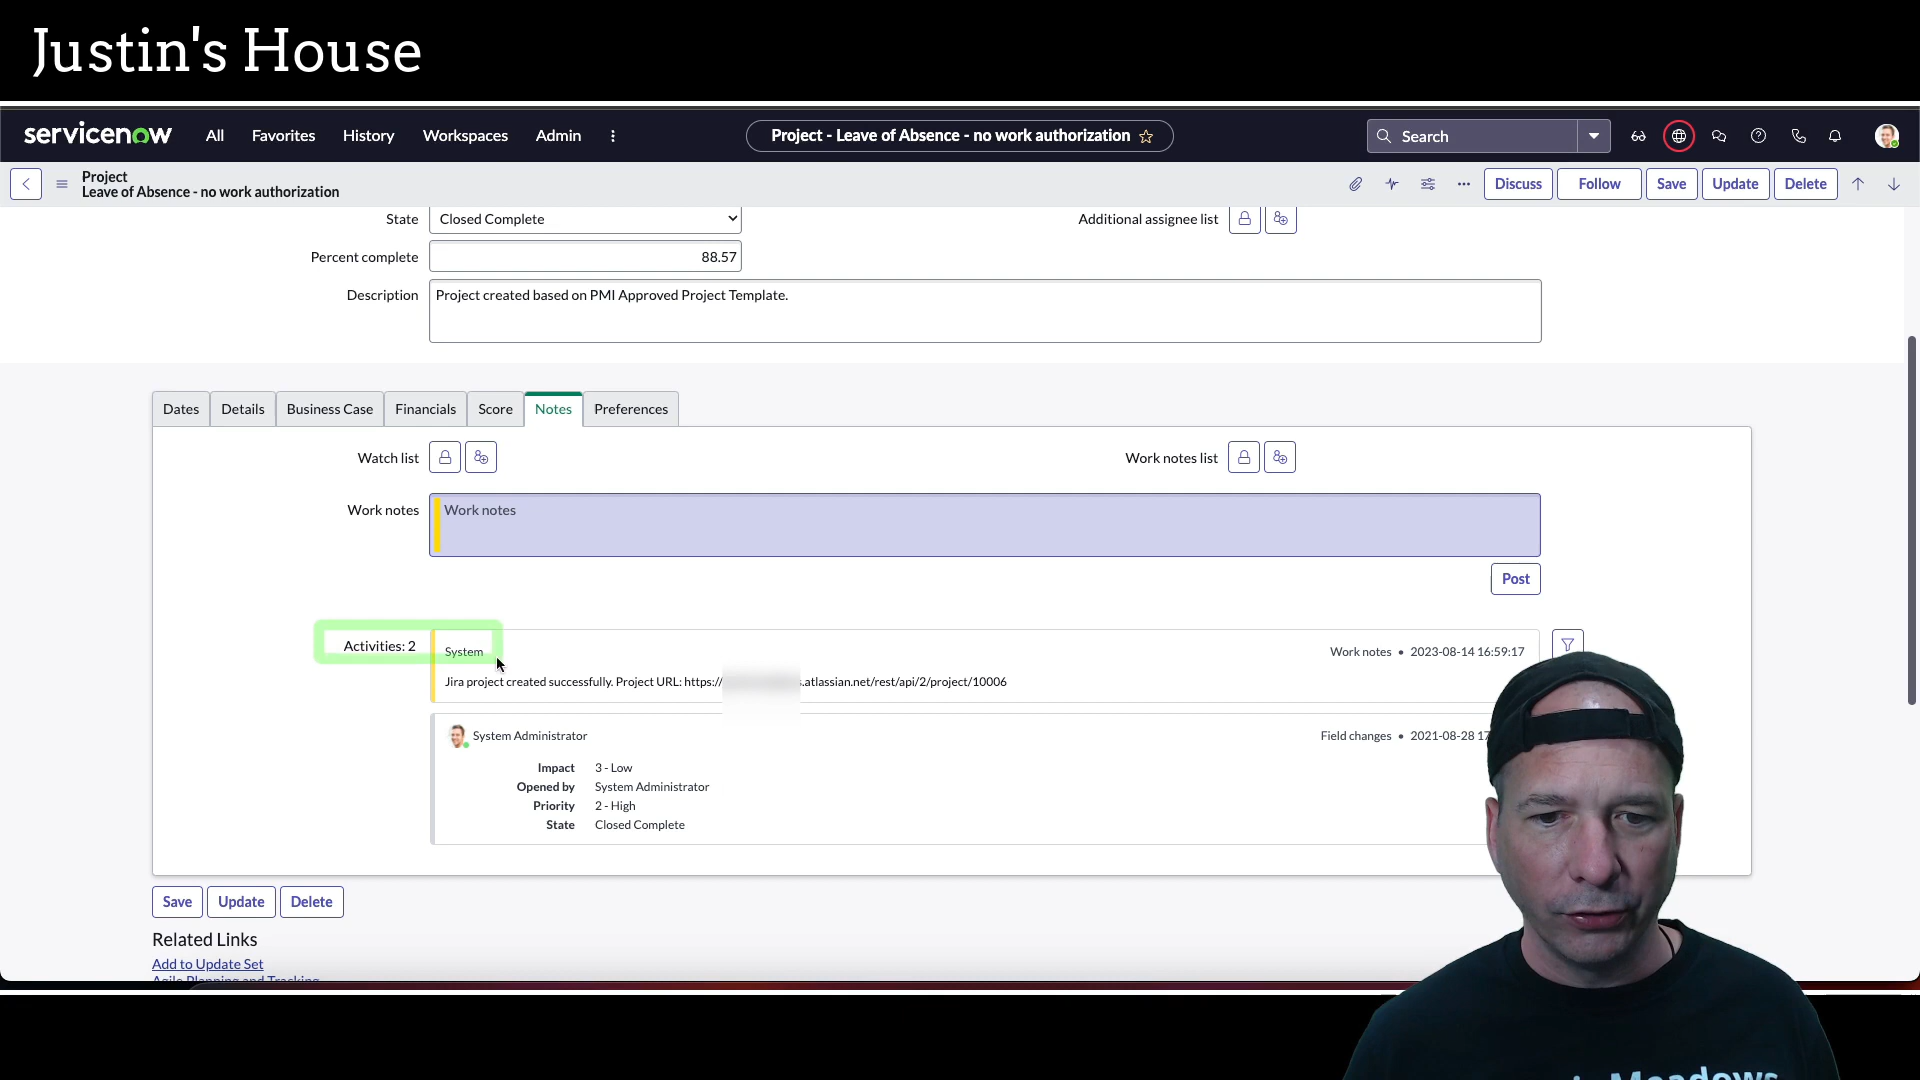 Justin's House
servicenow All Favorites History Workspaces Admin Project - Leave of Absence - no work authorization Search
Project
Leave of Absence - no work authorization
Discuss Follow Save Update Delete
State Closed Complete Additional assignee list
Percent complete 88.57
Description Project created based on PMI Approved Project Template.
Dates Details Business Case Financials Score Notes Preferences
Watch list Work notes list
Work notes Work notes
Post
Activities: 2
System Work notes • 2023-08-14 16:59:17
Jira project created successfully. Project URL: https:// .atlassian.net/rest/api/2/project/10006
System Administrator Field changes • 2021-08-28 17
Impact 3 - Low
Opened by System Administrator
Priority 2 - High
State Closed Complete
Save Update Delete
Related Links
Add to Update Set
Agile Planning and Tracking
Meadows